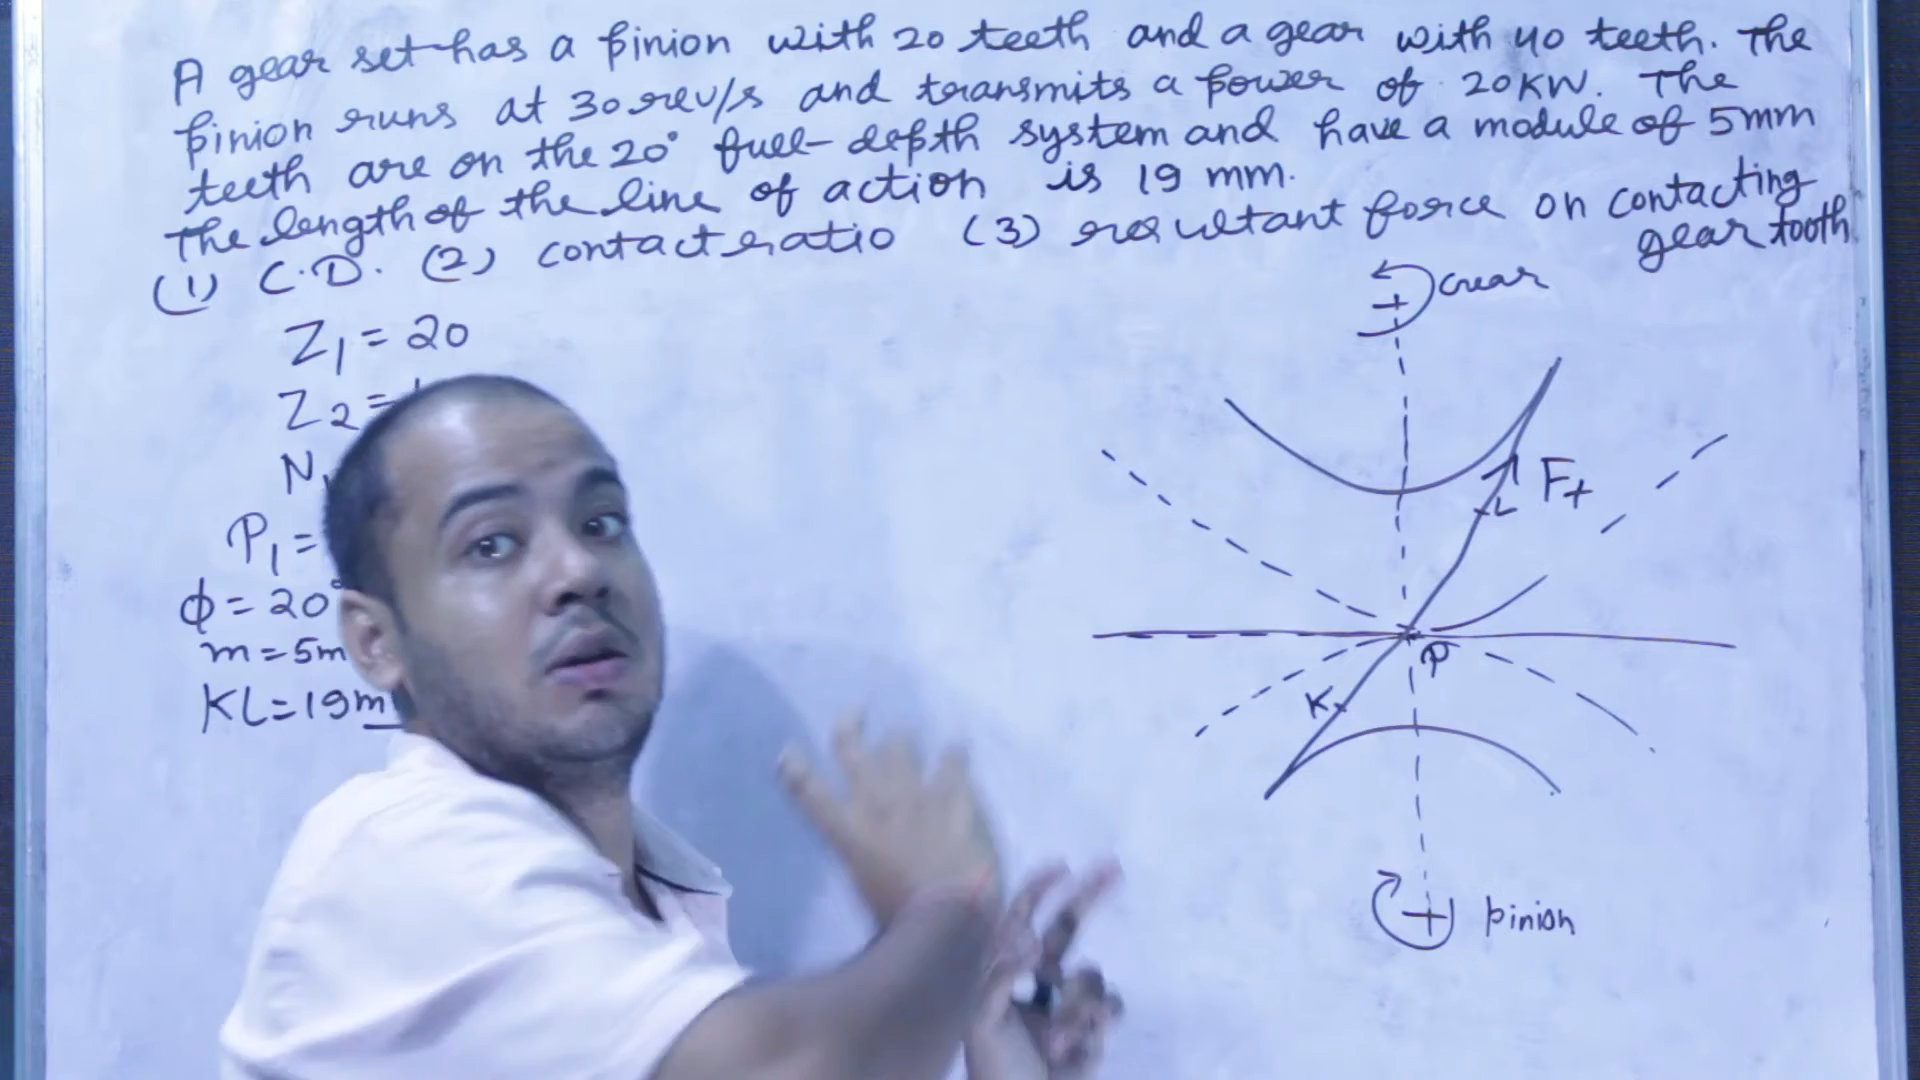 A gear set has a pinion with 20 teeth and a gear with 40 teeth. The
pinion runs at 30 rev/s and transmits a power of 20KW. The
teeth are on the 20° full-depth system and have a module of 5mm
The length of the line of action is 19 mm.
(1) C.D. (2) contact ratio (3) resultant force on contacting
gear tooth
Z1 = 20
Z2 =
N
P1 =
ϕ = 20°
m = 5m
KL = 19m
Gear
F
L
P
K
pinion